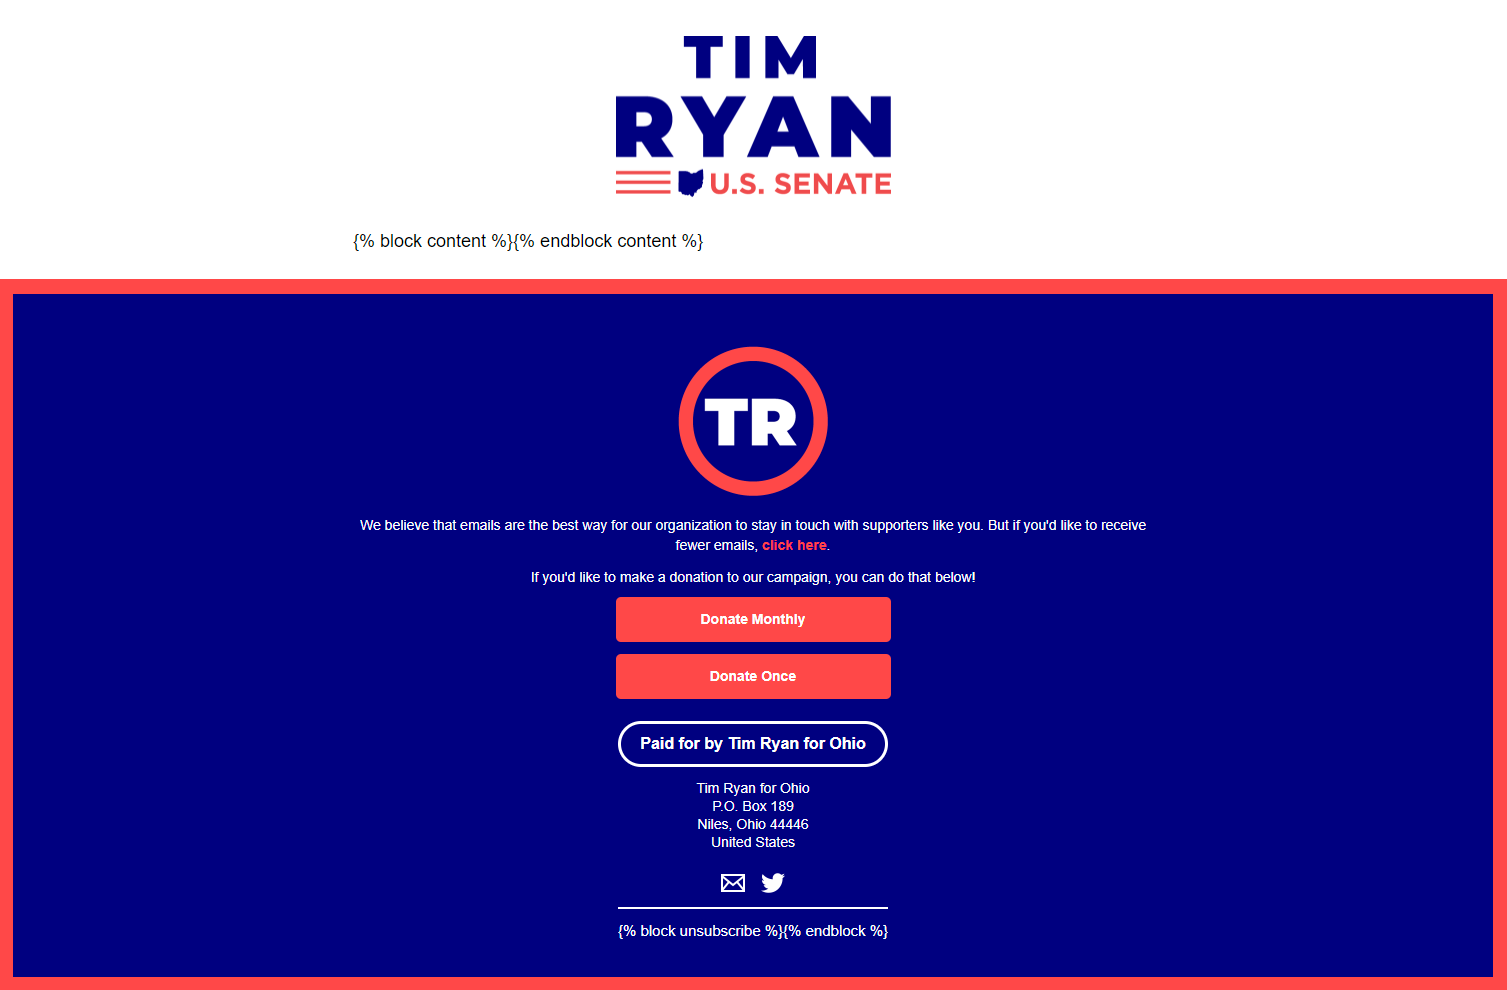 TIM
RYAN
U.S. SENATE
{% block content %}{% endblock content %}
TR
We believe that emails are the best way for our organization to stay in touch with supporters like you. But if you'd like to receive
fewer emails, click here.
If you'd like to make a donation to our campaign, you can do that below!
Donate Monthly
Donate Once
Paid for by Tim Ryan for Ohio
Tim Ryan for Ohio
P.O. Box 189
Niles, Ohio 44446
United States
{% block unsubscribe %}{% endblock %}